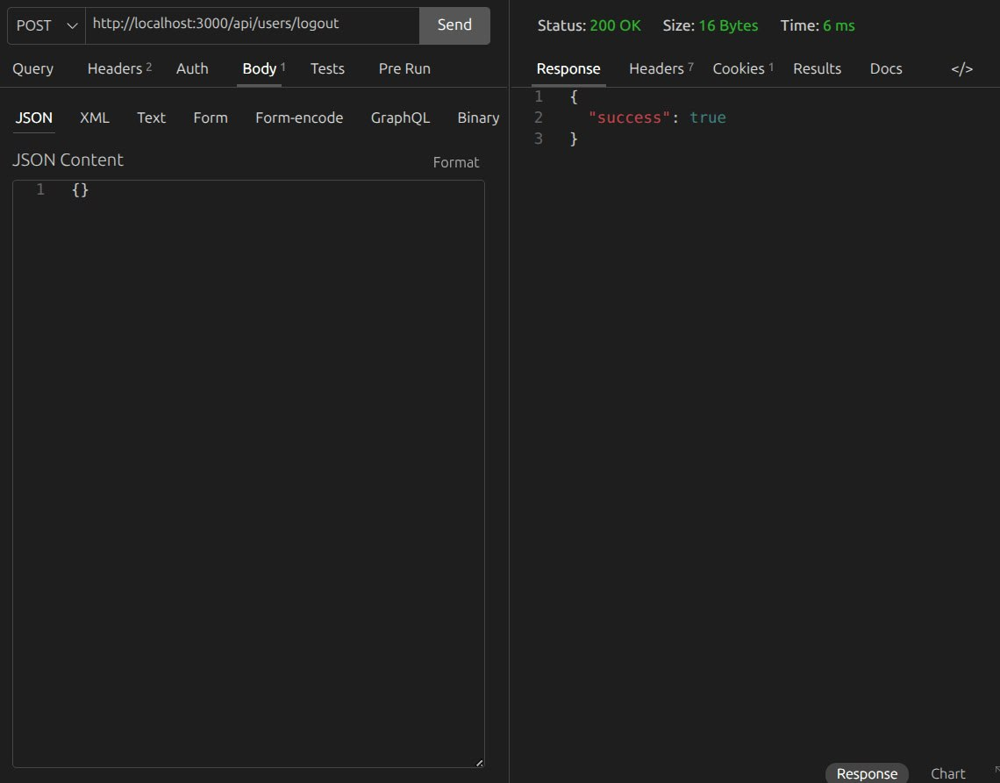 POST http://localhost:3000/api/users/logout Send
Query Headers 2 Auth Body 1 Tests Pre Run
JSON XML Text Form Form-encode GraphQL Binary
JSON Content Format
1 {}
Status: 200 OK Size: 16 Bytes Time: 6 ms
Response Headers 7 Cookies 1 Results Docs </>
1 {
2 "success": true
3 }
Response Chart